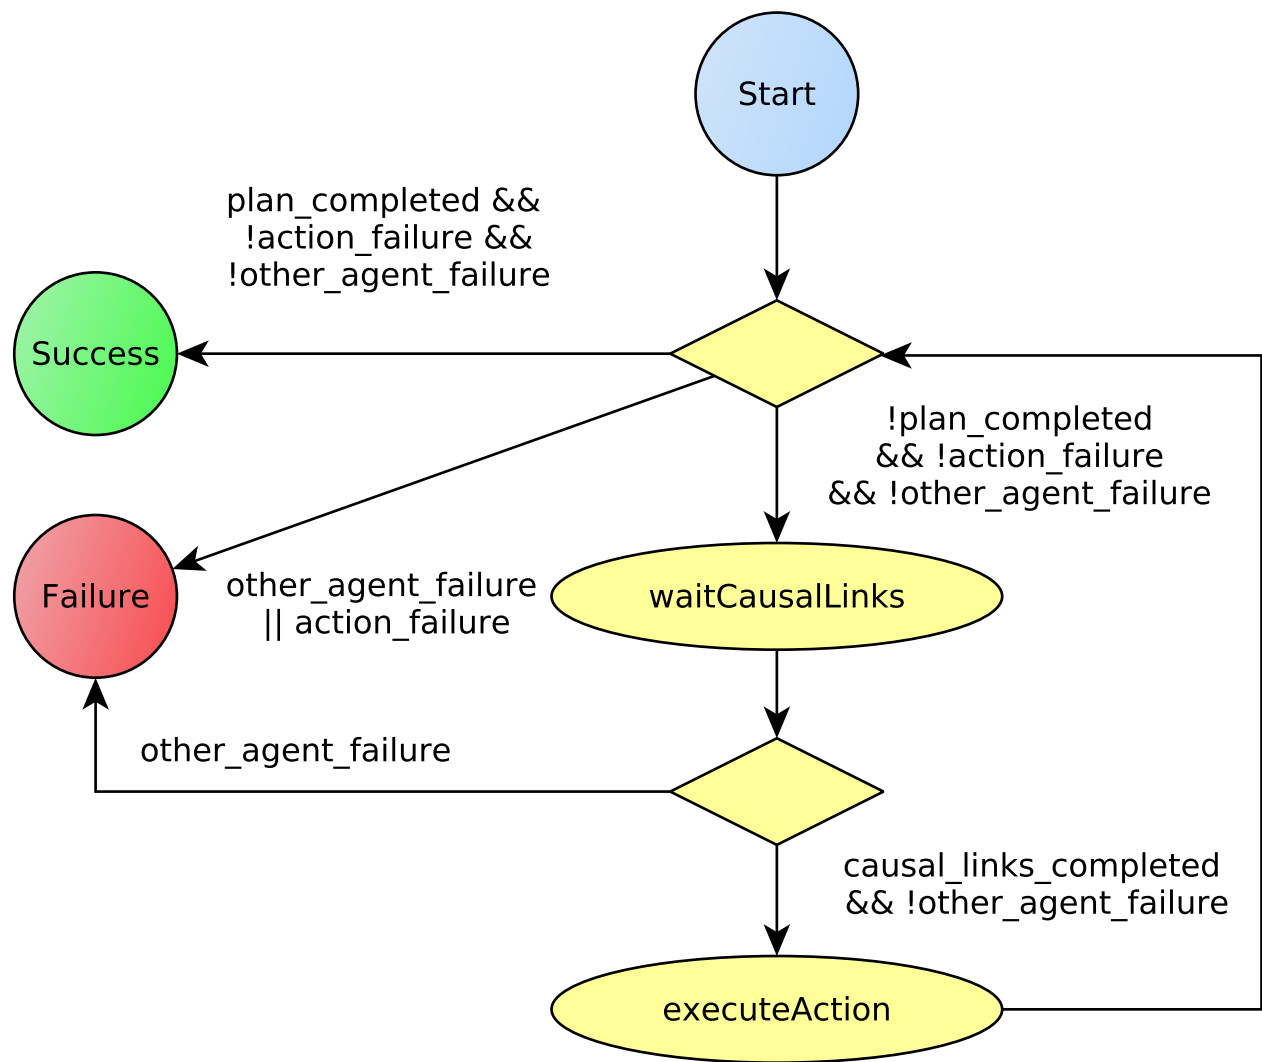 Start
plan_completed &&
!action_failure &&
!other_agent_failure
Success
!plan_completed
&& !action_failure
&& !other_agent_failure
Failure
other_agent_failure
|| action_failure
waitCausalLinks
other_agent_failure
causal_links_completed
&& !other_agent_failure
executeAction